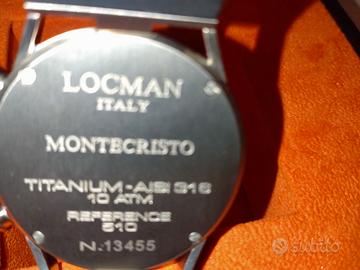 LOCMAN
ITALY
MONTECRISTO
TITANIUM-AISI 316
10 ATM
REFERENCE
510
N.:13455
subito